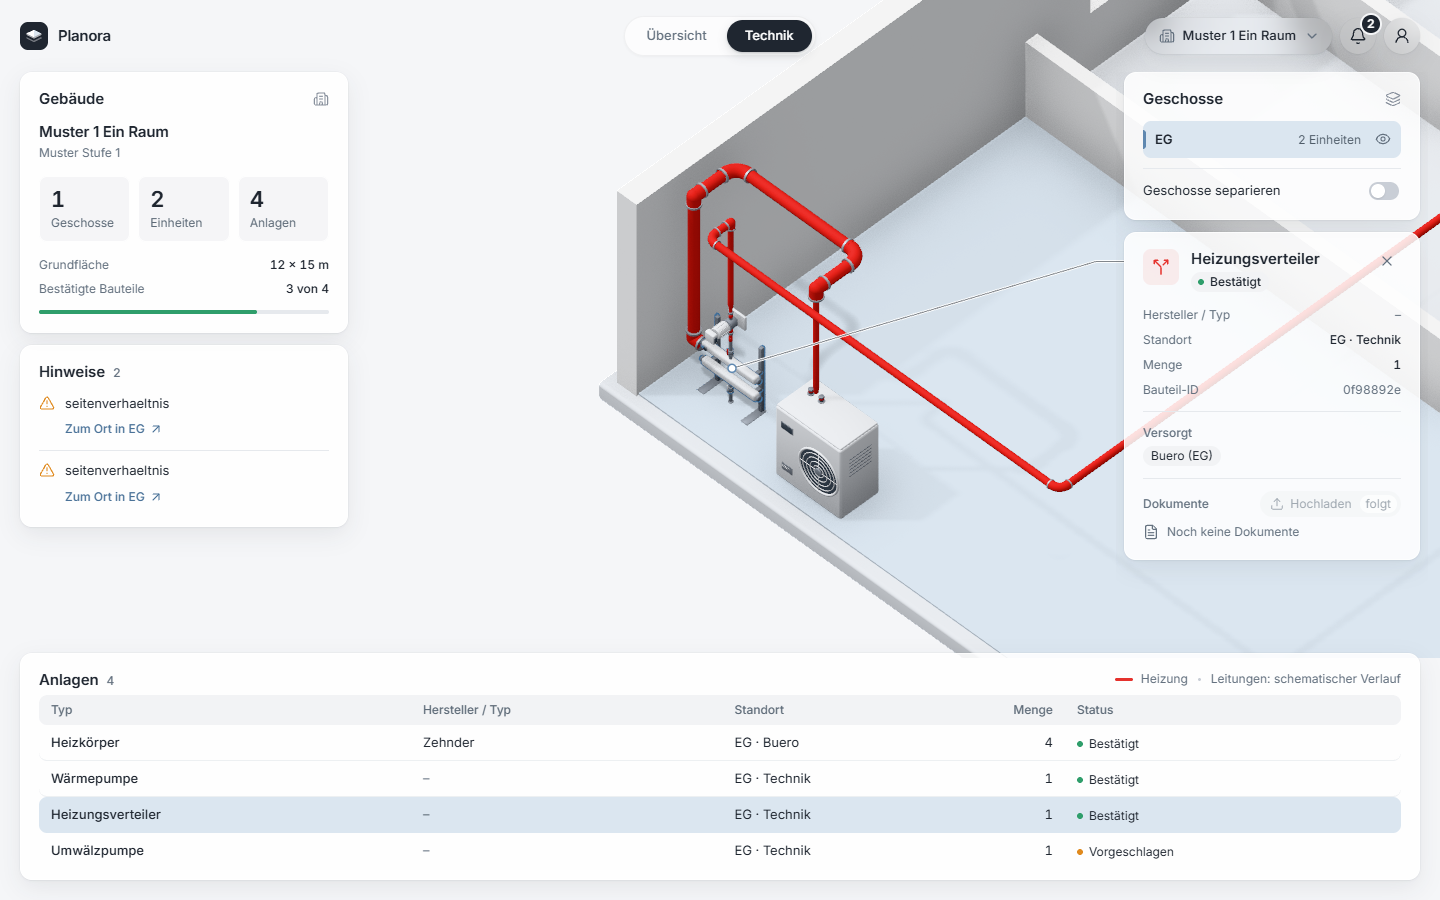 Planora
Übersicht
Technik
Muster 1 Ein Raum
2
Gebäude
Muster 1 Ein Raum
Muster Stufe 1
1
Geschosse
2
Einheiten
4
Anlagen
Grundfläche
12 × 15 m
Bestätigte Bauteile
3 von 4
Hinweise 2
seitenverhaeltnis
Zum Ort in EG
seitenverhaeltnis
Zum Ort in EG
Geschosse
EG
2 Einheiten
Geschosse separieren
Heizungsverteiler
Bestätigt
Hersteller / Typ –
Standort EG · Technik
Menge 1
Bauteil-ID 0f98892e
Versorgt
Buero (EG)
Dokumente Hochladen folgt
Noch keine Dokumente
Anlagen 4
Heizung • Leitungen: schematischer Verlauf
Typ Hersteller / Typ Standort Menge Status
Heizkörper Zehnder EG · Buero 4 Bestätigt
Wärmepumpe – EG · Technik 1 Bestätigt
Heizungsverteiler – EG · Technik 1 Bestätigt
Umwälzpumpe – EG · Technik 1 Vorgeschlagen